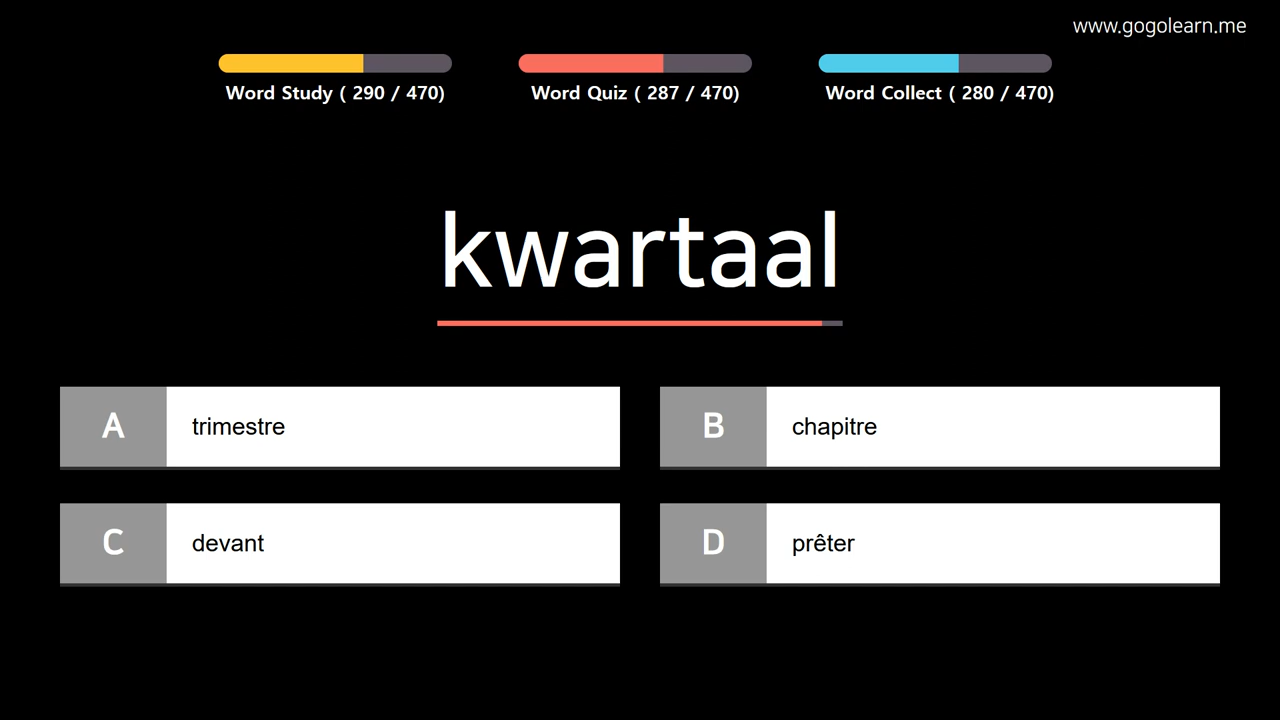 www.gogolearn.me
Word Study ( 290 / 470)
Word Quiz ( 287 / 470)
Word Collect ( 280 / 470)
kwartaal
A trimestre
B chapitre
C devant
D prêter